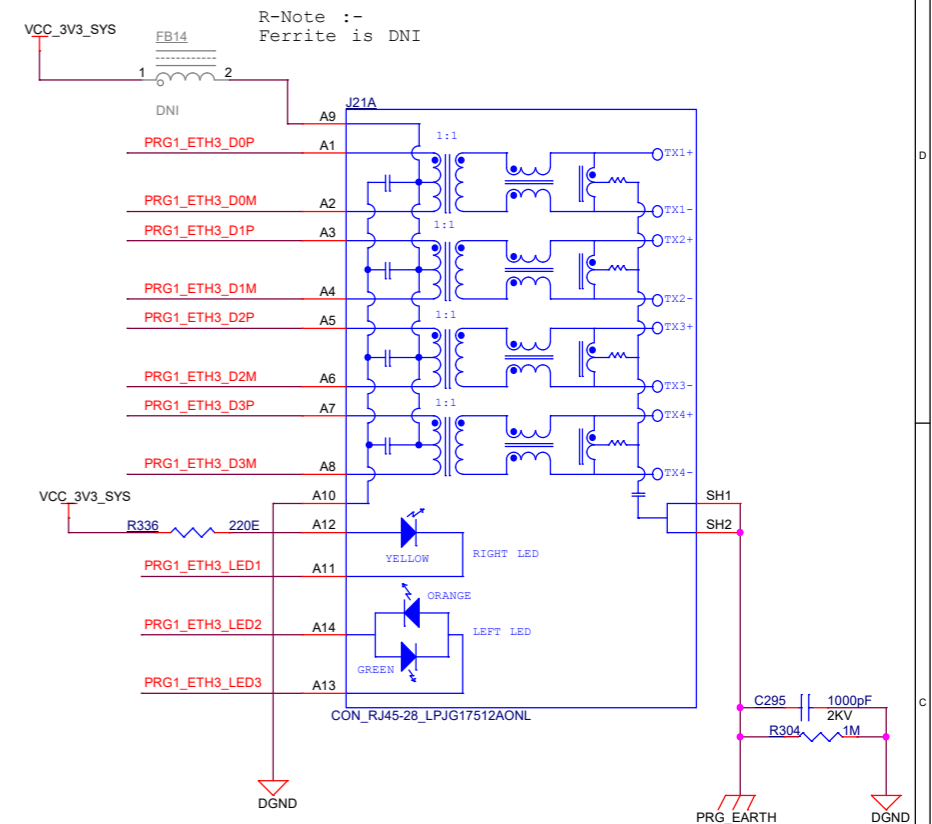 R-Note :-
Ferrite is DNI
VCC_3V3_SYS
FB14
1
2
DNI
J21A
A9
PRG1_ETH3_D0P
A1
1:1
TX1+
D
PRG1_ETH3_D0M
A2
TX1-
PRG1_ETH3_D1P
A3
1:1
TX2+
PRG1_ETH3_D1M
A4
TX2-
PRG1_ETH3_D2P
A5
1:1
TX3+
PRG1_ETH3_D2M
A6
TX3-
PRG1_ETH3_D3P
A7
1:1
TX4+
PRG1_ETH3_D3M
A8
TX4-
VCC_3V3_SYS
A10
SH1
R336
220E
A12
SH2
YELLOW
RIGHT LED
PRG1_ETH3_LED1
A11
ORANGE
PRG1_ETH3_LED2
A14
LEFT LED
GREEN
PRG1_ETH3_LED3
A13
CON_RJ45-28_LPJG17512AONL
C295
1000pF
2KV
C
R304
1M
DGND
PRG_EARTH
DGND